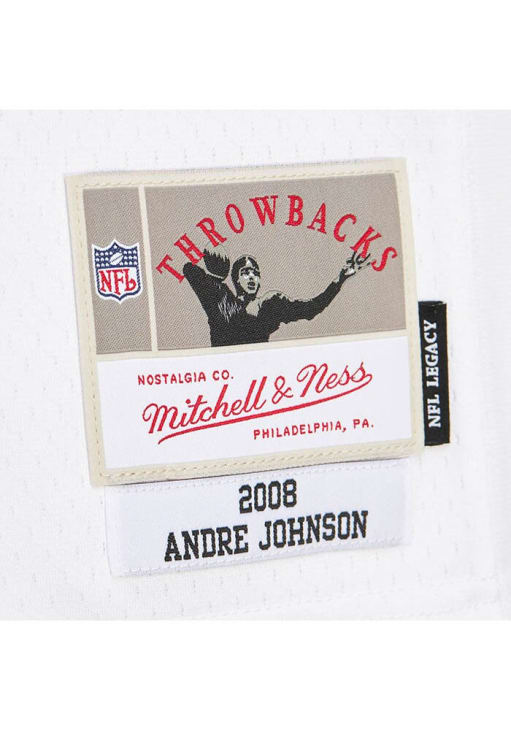 THROWBACKS
NFL
NOSTALGIA CO.
Mitchell & Ness
PHILADELPHIA, PA.
NFL LEGACY
2008
ANDRE JOHNSON